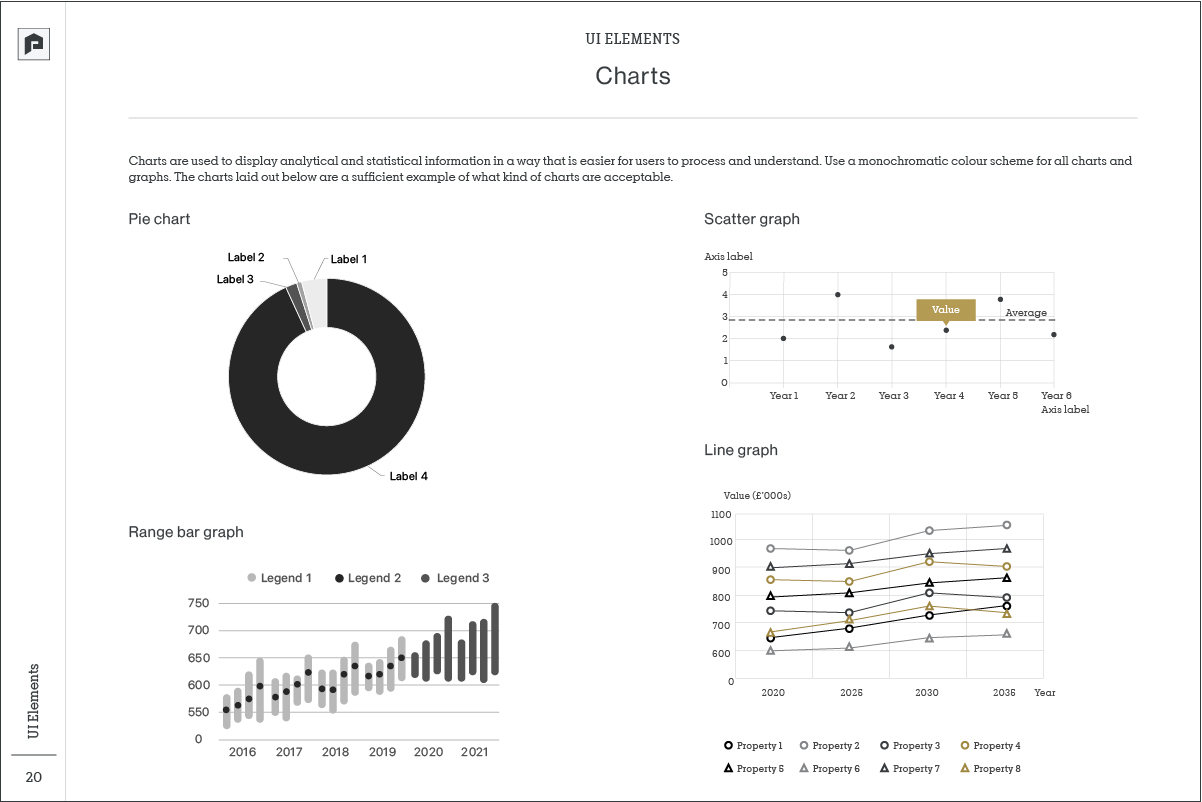 UI ELEMENTS
Charts
Charts are used to display analytical and statistical information in a way that is easier for users to process and understand. Use a monochromatic colour scheme for all charts and
graphs. The charts laid out below are a sufficient example of what kind of charts are acceptable.
Pie chart
Label 2
Label 1
Label 3
Label 4
Range bar graph
Legend 1 Legend 2 Legend 3
750
700
650
600
550
0
2016 2017 2018 2019 2020 2021
Scatter graph
Axis label
5
4
3
2
1
0
Value
Average
Year 1 Year 2 Year 3 Year 4 Year 5 Year 6
Axis label
Line graph
Value (£'000s)
1100
1000
900
800
700
600
0
2020 2025 2030 2035 Year
Property 1 Property 2 Property 3 Property 4
Property 5 Property 6 Property 7 Property 8
UI Elements
20